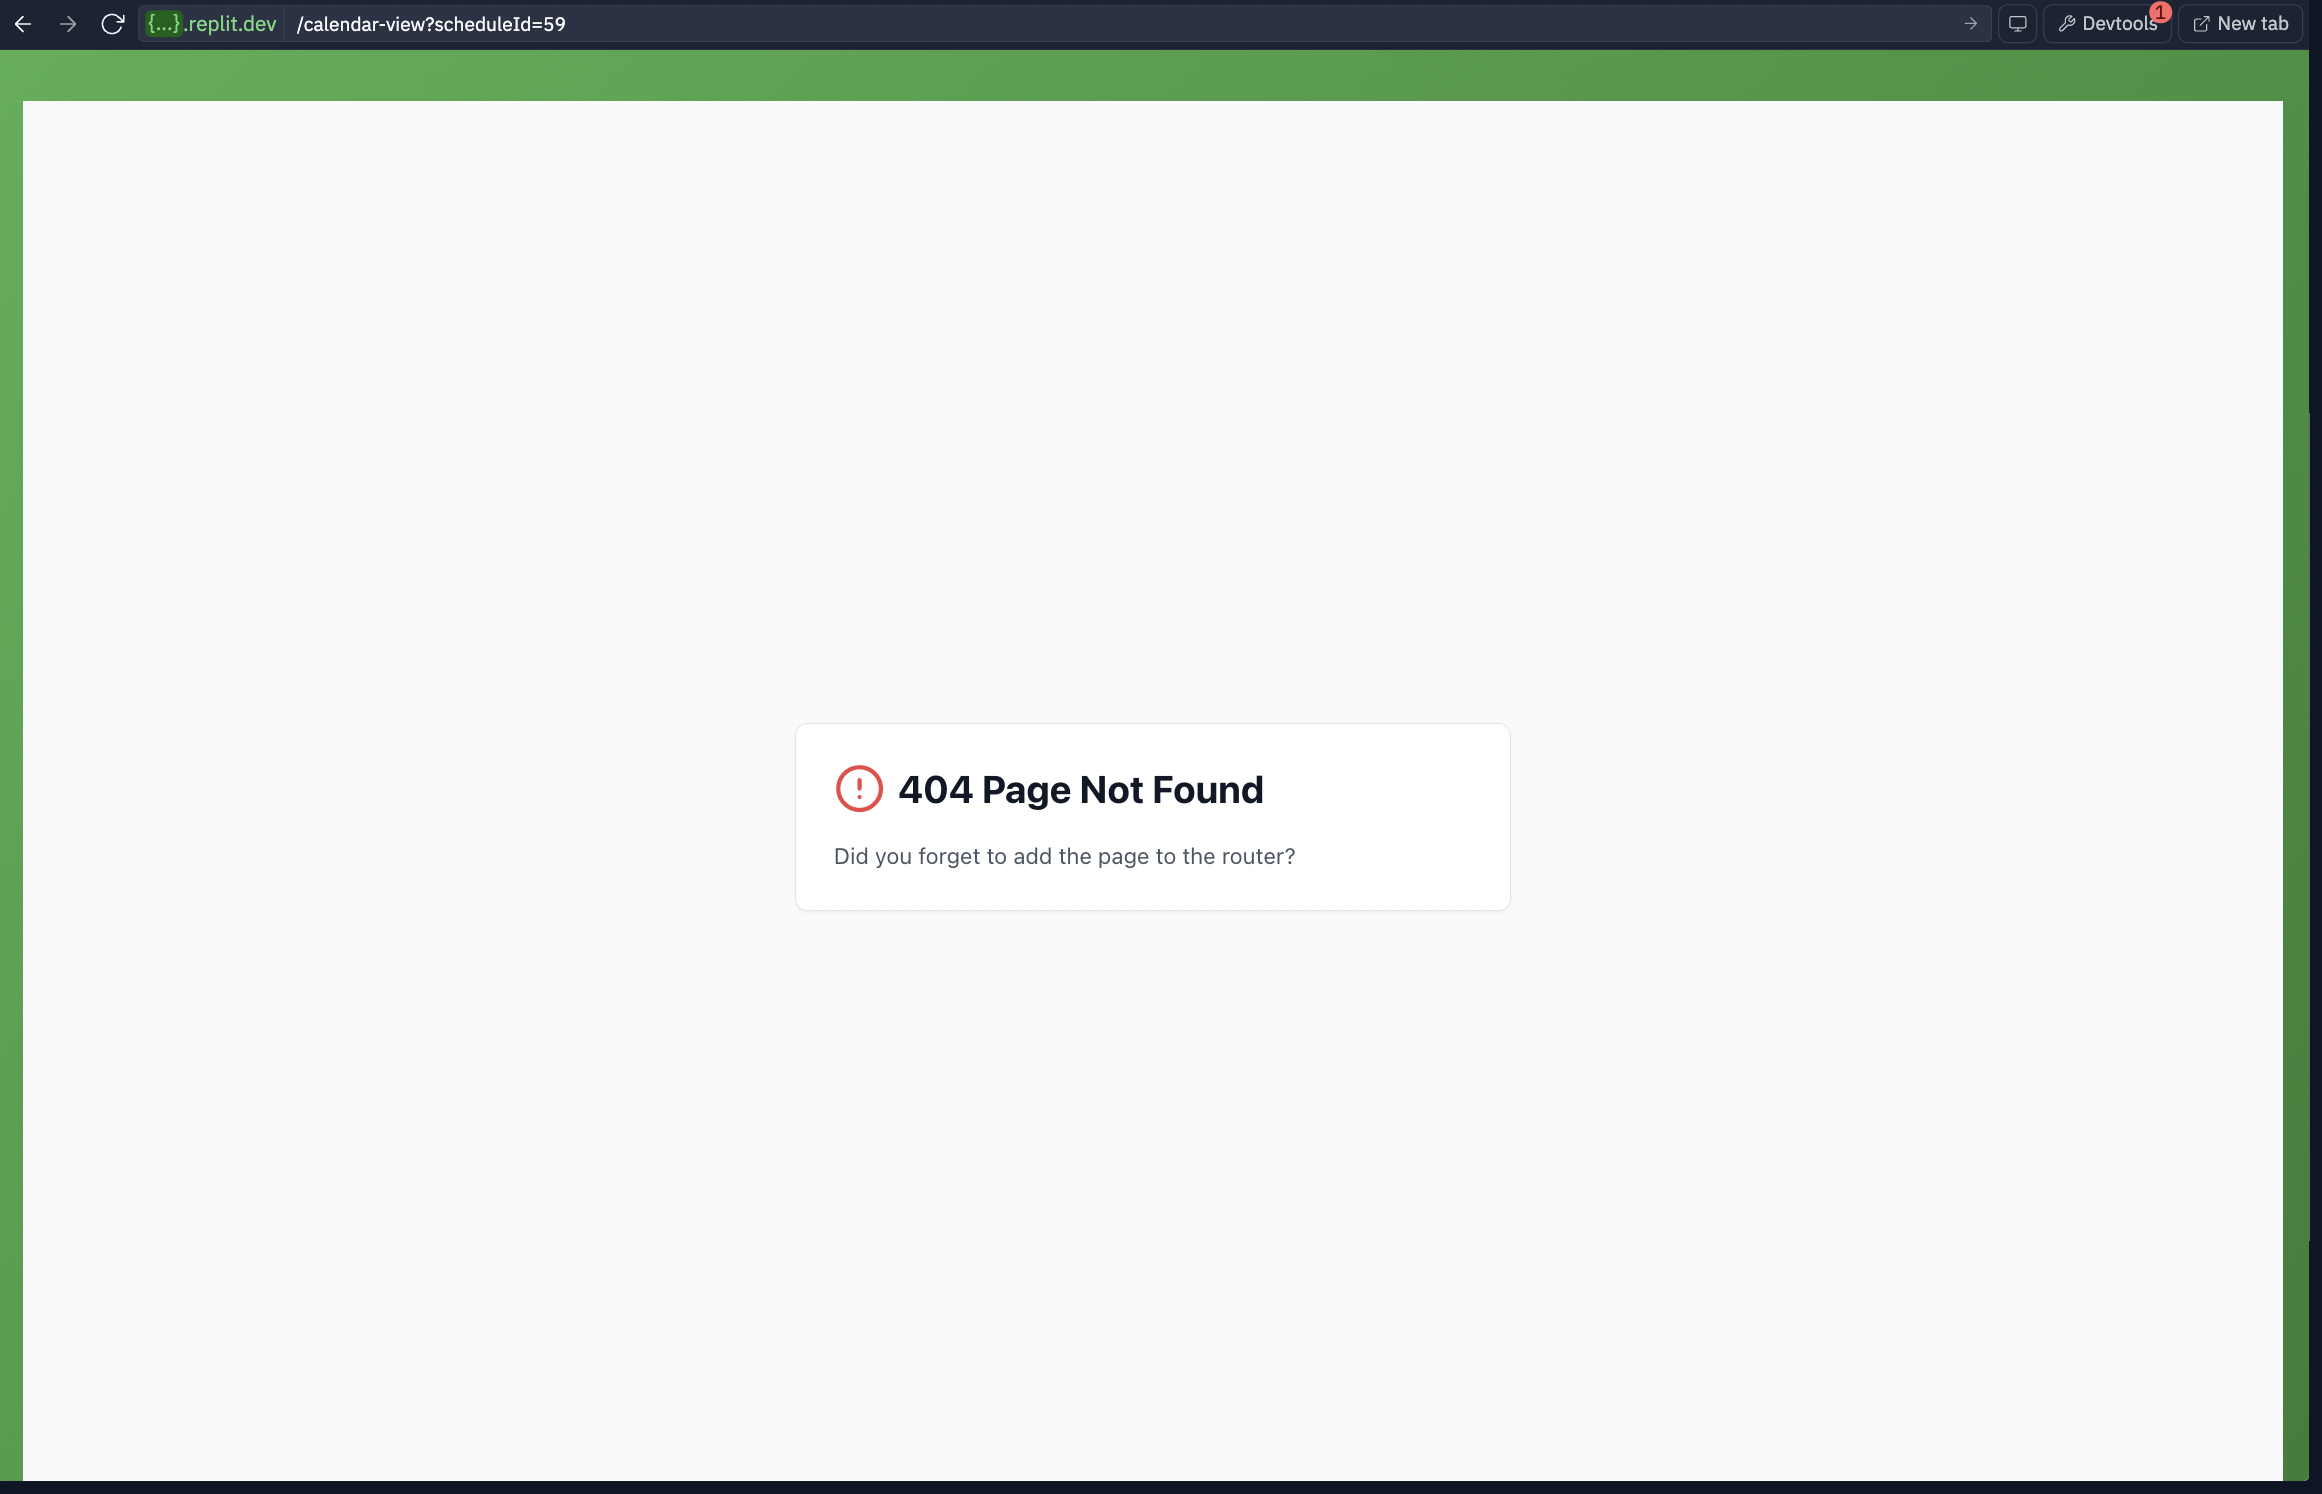 {...}.replit.dev /calendar-view?scheduleId=59 Devtools 1 New tab
404 Page Not Found
Did you forget to add the page to the router?